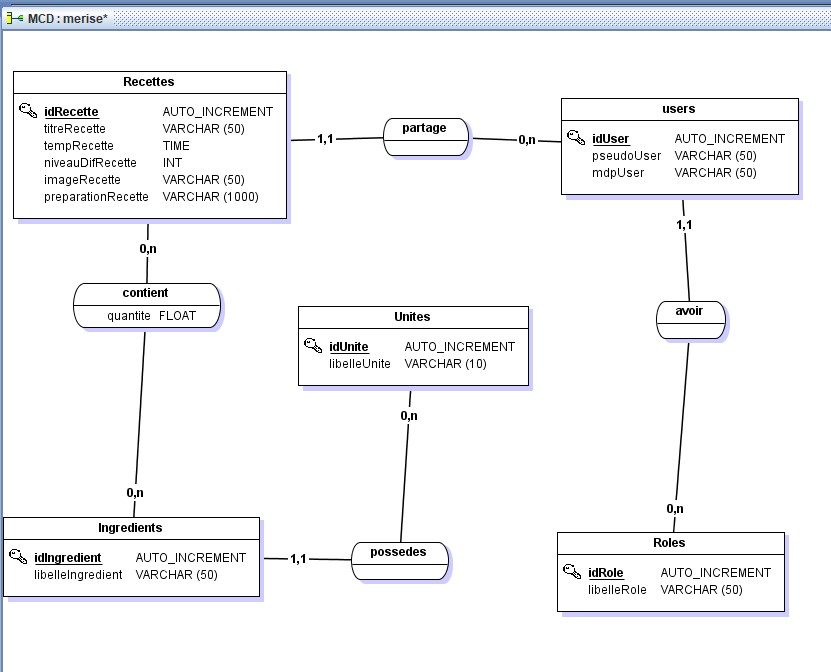 MCD : merise*
Recettes
idRecette AUTO_INCREMENT
titreRecette VARCHAR (50)
tempRecette TIME
niveauDifRecette INT
imageRecette VARCHAR (50)
preparationRecette VARCHAR (1000)
1,1
partage
0,n
users
idUser AUTO_INCREMENT
pseudoUser VARCHAR (50)
mdpUser VARCHAR (50)
0,n
1,1
contient
quantite FLOAT
Unites
idUnite AUTO_INCREMENT
libelleUnite VARCHAR (10)
avoir
0,n
0,n
0,n
Ingredients
idIngredient AUTO_INCREMENT
libelleIngredient VARCHAR (50)
1,1
possedes
Roles
idRole AUTO_INCREMENT
libelleRole VARCHAR (50)